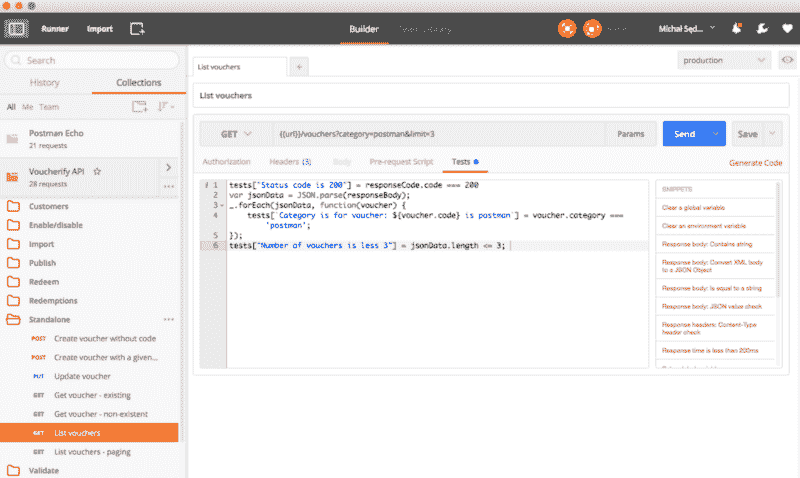 Runner
Import
Builder
Michał Sęd...
Search
History
Collections
All
Me
Team
Postman Echo
21 requests
Voucherify API
28 requests
Customers
Enable/disable
Import
Publish
Redeem
Redemptions
Standalone
POST Create voucher without code
POST Create voucher with a given...
PUT Update voucher
GET Get voucher - existing
GET Get voucher - non-existent
GET List vouchers
GET List vouchers - paging
Validate
List vouchers
+
production
List vouchers
GET
{{url}}/vouchers?category=postman&limit=3
Params
Send
Save
Authorization
Headers (3)
Body
Pre-request Script
Tests
Generate Code
i 1 tests["Status code is 200"] = responseCode.code === 200
2 var jsonData = JSON.parse(responseBody);
3 _.forEach(jsonData, function(voucher) {
4 tests[`Category is for voucher: ${voucher.code} is postman`] = voucher.category ===
'postman';
5 });
6 tests["Number of vouchers is less 3"] = jsonData.length <= 3;
SNIPPETS
Clear a global variable
Clear an environment variable
Response body: Contains string
Response body: Convert XML body
to a JSON Object
Response body: Is equal to a string
Response body: JSON value check
Response headers: Content-Type
header check
Response time is less than 200ms